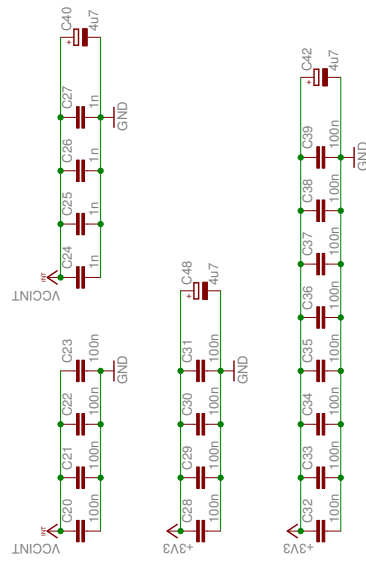 C40
4u7
C27
1n
C26
1n
C25
1n
C24
1n
GND
INT
VCCINT
C23
100n
C22
100n
C21
100n
C20
100n
GND
INT
VCCINT
C48
4u7
C31
100n
C30
100n
C29
100n
C28
100n
GND
+3V3
C42
4u7
C39
100n
C38
100n
C37
100n
C36
100n
C35
100n
C34
100n
C33
100n
C32
100n
GND
+3V3